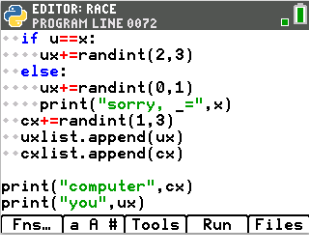 EDITOR: RACE
PROGRAM LINE 0072
if u==x:
ux+=randint(2,3)
else:
ux+=randint(0,1)
print("sorry, _=",x)
cx+=randint(1,3)
uxlist.append(ux)
cxlist.append(cx)
print("computer",cx)
print("you",ux)
Fns… a A # Tools Run Files